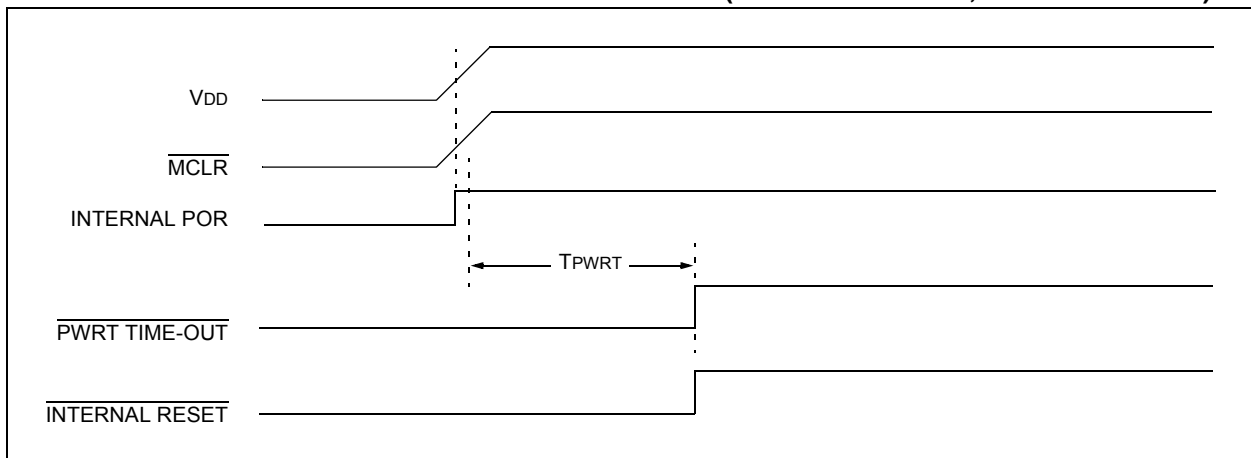 VDD
MCLR
INTERNAL POR
TPWRT
PWRT TIME-OUT
INTERNAL RESET